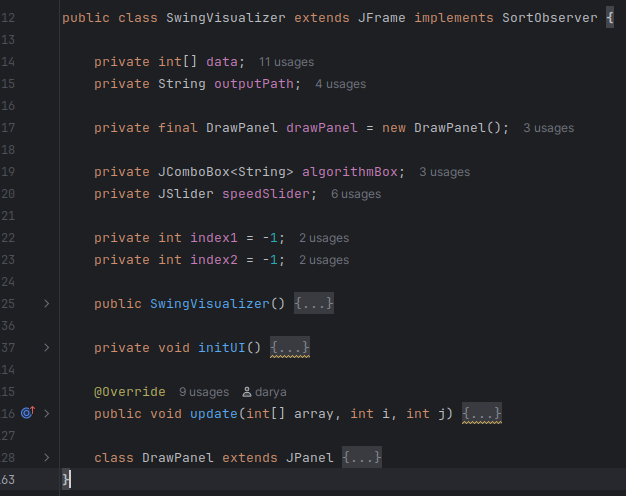 12 public class SwingVisualizer extends JFrame implements SortObserver {
13
14 private int[] data; 11 usages
15 private String outputPath; 4 usages
16
17 private final DrawPanel drawPanel = new DrawPanel(); 3 usages
18
19 private JComboBox<String> algorithmBox; 3 usages
20 private JSlider speedSlider; 6 usages
21
22 private int index1 = -1; 2 usages
23 private int index2 = -1; 2 usages
24
25 public SwingVisualizer() {...}
36
37 private void initUI() {...}
14
15 @Override 9 usages darya
16 public void update(int[] array, int i, int j) {...}
27
28 class DrawPanel extends JPanel {...}
63 }